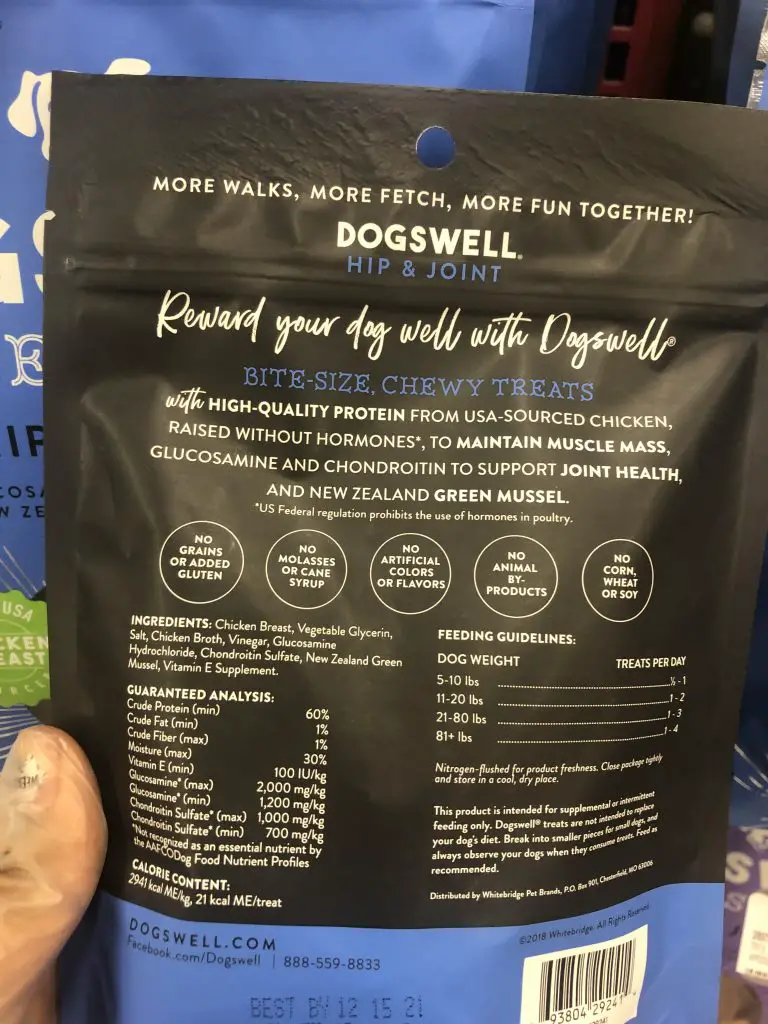 MORE WALKS, MORE FETCH, MORE FUN TOGETHER!
DOGSWELL®
HIP & JOINT
Reward your dog well with Dogswell®
BITE-SIZE, CHEWY TREATS
with HIGH-QUALITY PROTEIN FROM USA-SOURCED CHICKEN,
RAISED WITHOUT HORMONES*, TO MAINTAIN MUSCLE MASS,
GLUCOSAMINE AND CHONDROITIN TO SUPPORT JOINT HEALTH,
AND NEW ZEALAND GREEN MUSSEL.
*US Federal regulation prohibits the use of hormones in poultry.
NO
GRAINS
OR ADDED
GLUTEN
NO
MOLASSES
OR CANE
SYRUP
NO
ARTIFICIAL
COLORS
OR FLAVORS
NO
ANIMAL
BY-
PRODUCTS
NO
CORN,
WHEAT
OR SOY
INGREDIENTS: Chicken Breast, Vegetable Glycerin,
Salt, Chicken Broth, Vinegar, Glucosamine
Hydrochloride, Chondroitin Sulfate, New Zealand Green
Mussel, Vitamin E Supplement.
GUARANTEED ANALYSIS:
Crude Protein (min) 60%
Crude Fat (min) 1%
Crude Fiber (max) 1%
Moisture (max) 30%
Vitamin E (min) 100 IU/kg
Glucosamine* (max) 2,000 mg/kg
Glucosamine* (min) 1,200 mg/kg
Chondroitin Sulfate* (max) 1,000 mg/kg
Chondroitin Sulfate* (min) 700 mg/kg
*Not recognized as an essential nutrient by
the AAFCO Dog Food Nutrient Profiles
CALORIE CONTENT:
2941 kcal ME/kg, 21 kcal ME/treat
FEEDING GUIDELINES:
DOG WEIGHT TREATS PER DAY
5-10 lbs ½ - 1
11-20 lbs 1 - 2
21-80 lbs 1 - 3
81+ lbs 1 - 4
Nitrogen-flushed for product freshness. Close package tightly
and store in a cool, dry place.
This product is intended for supplemental or intermittent
feeding only. Dogswell® treats are not intended to replace
your dog's diet. Break into smaller pieces for small dogs, and
always observe your dogs when they consume treats. Feed as
recommended.
Distributed by Whitebridge Pet Brands, P.O. Box 901, Chesterfield, MO 63006
DOGSWELL.COM
Facebook.com/Dogswell | 888-559-8833
©2018 Whitebridge. All Rights Reserved
BEST BY 12 15 21
93804 29241
USA